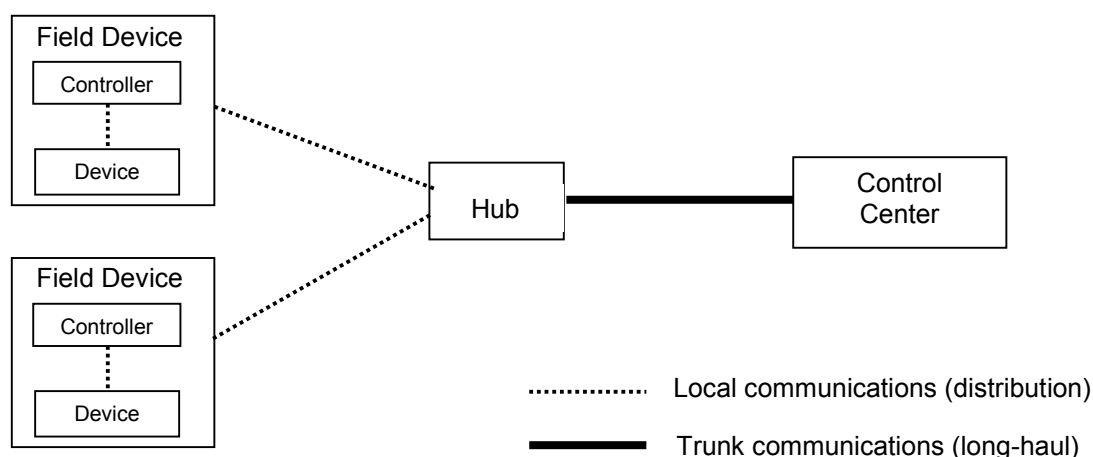 Field Device
Controller
Device
Hub
Control
Center
Field Device
Controller
Device
Local communications (distribution)
Trunk communications (long-haul)